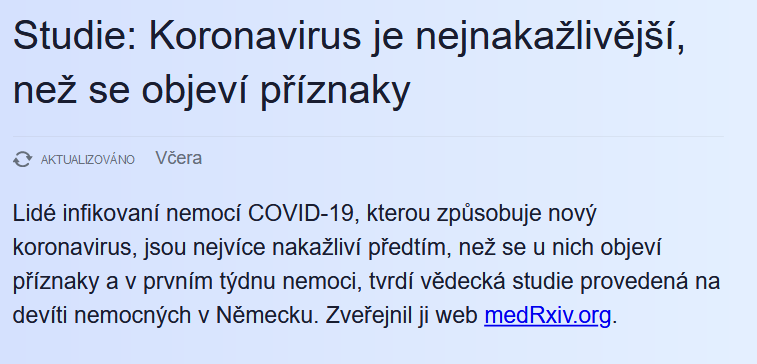 Studie: Koronavirus je nejnakažlivější,
než se objeví příznaky
AKTUALIZOVÁNO Včera
Lidé infikovaní nemocí COVID-19, kterou způsobuje nový
koronavirus, jsou nejvíce nakažliví předtím, než se u nich objeví
příznaky a v prvním týdnu nemoci, tvrdí vědecká studie provedená na
devíti nemocných v Německu. Zveřejnil ji web medRxiv.org.